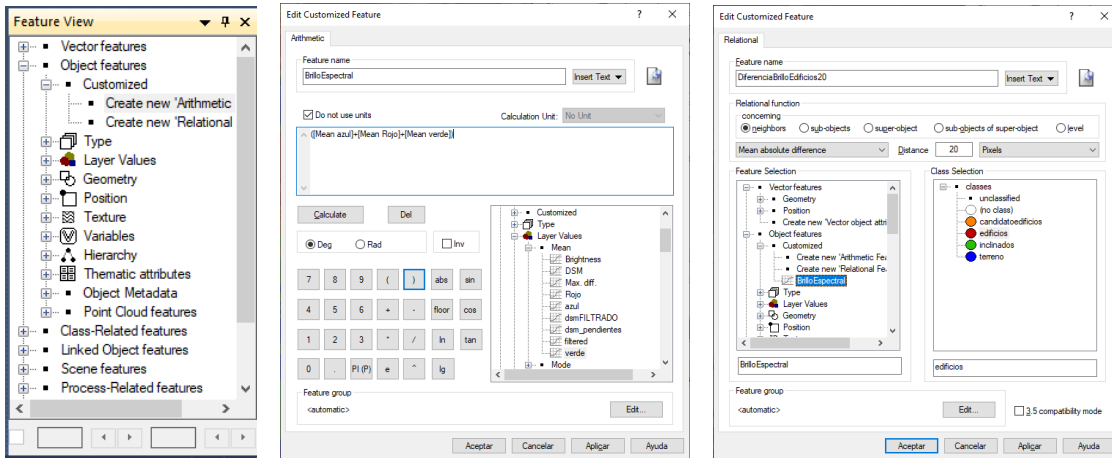 Feature View
Vector features
Object features
Customized
Create new 'Arithmetic
Create new 'Relational
Type
Layer Values
Geometry
Position
Texture
Variables
Hierarchy
Thematic attributes
Object Metadata
Point Cloud features
Class-Related features
Linked Object features
Scene features
Process-Related features
Edit Customized Feature ? X
Arithmetic
Feature name
BrilloEspectral Insert Text
Do not use units Calculation Unit: No Unit
([Mean azul]+[Mean Rojo]+[Mean verde])
Calculate Del
Deg Rad Inv
7 8 9 ( ) abs sin
4 5 6 + - floor cos
1 2 3 * / ln tan
0 . PI (P) e ^ lg
Customized
Type
Layer Values
Mean
Brightness
DSM
Max. diff.
Rojo
azul
dsmFILTRADO
dsm_pendientes
filtered
verde
Mode
Feature group
<automatic> Edit...
Aceptar Cancelar Aplicar Ayuda
Edit Customized Feature ? X
Relational
Feature name
DiferenciaBrilloEdificios20 Insert Text
Relational function
concerning
neighbors sub-objects super-object sub-objects of super-object level
Mean absolute difference Distance 20 Pixels
Feature Selection
Vector features
Geometry
Position
Create new 'Vector object attri
Object features
Customized
Create new 'Arithmetic Fea
Create new 'Relational Fea
BrilloEspectral
Type
Layer Values
Geometry
Position
BrilloEspectral
Class Selection
classes
unclassified
(no class)
candidatoedificios
edificios
inclinados
terreno
edificios
Feature group
<automatic> Edit... 3.5 compatibility mode
Aceptar Cancelar Aplicar Ayuda